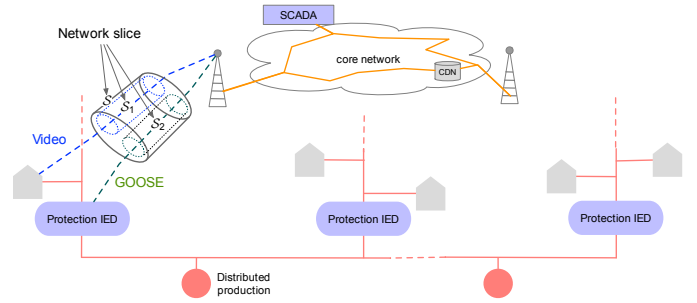 SCADA
Network slice
core network
CDN
S
S1
S2
Video
GOOSE
Protection IED
Protection IED
Protection IED
Distributed
production